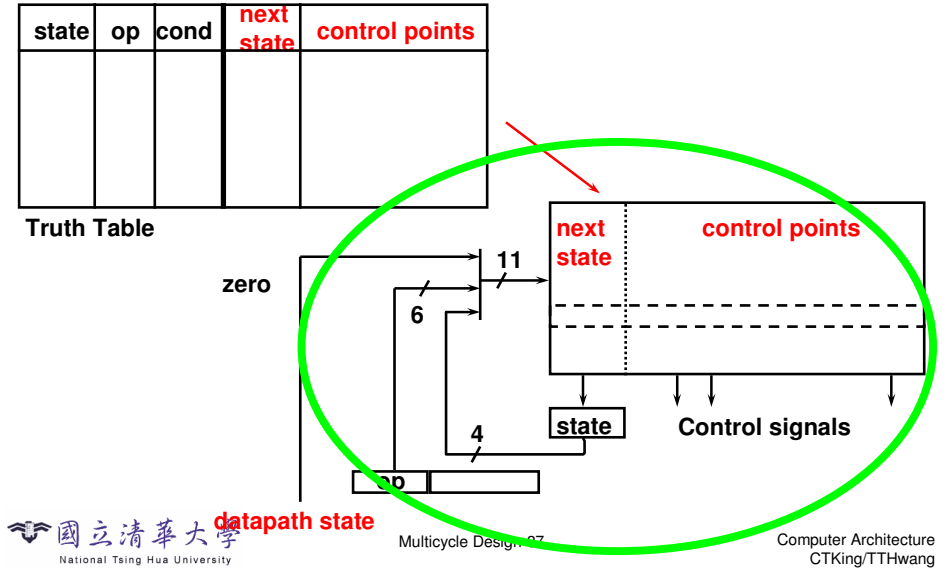 state op cond next state control points
Truth Table
next state control points
zero
11
6
4
state
Control signals
op
datapath state
國立清華大學
National Tsing Hua University
Multicycle Design-
Computer Architecture
CTKing/TTHwang